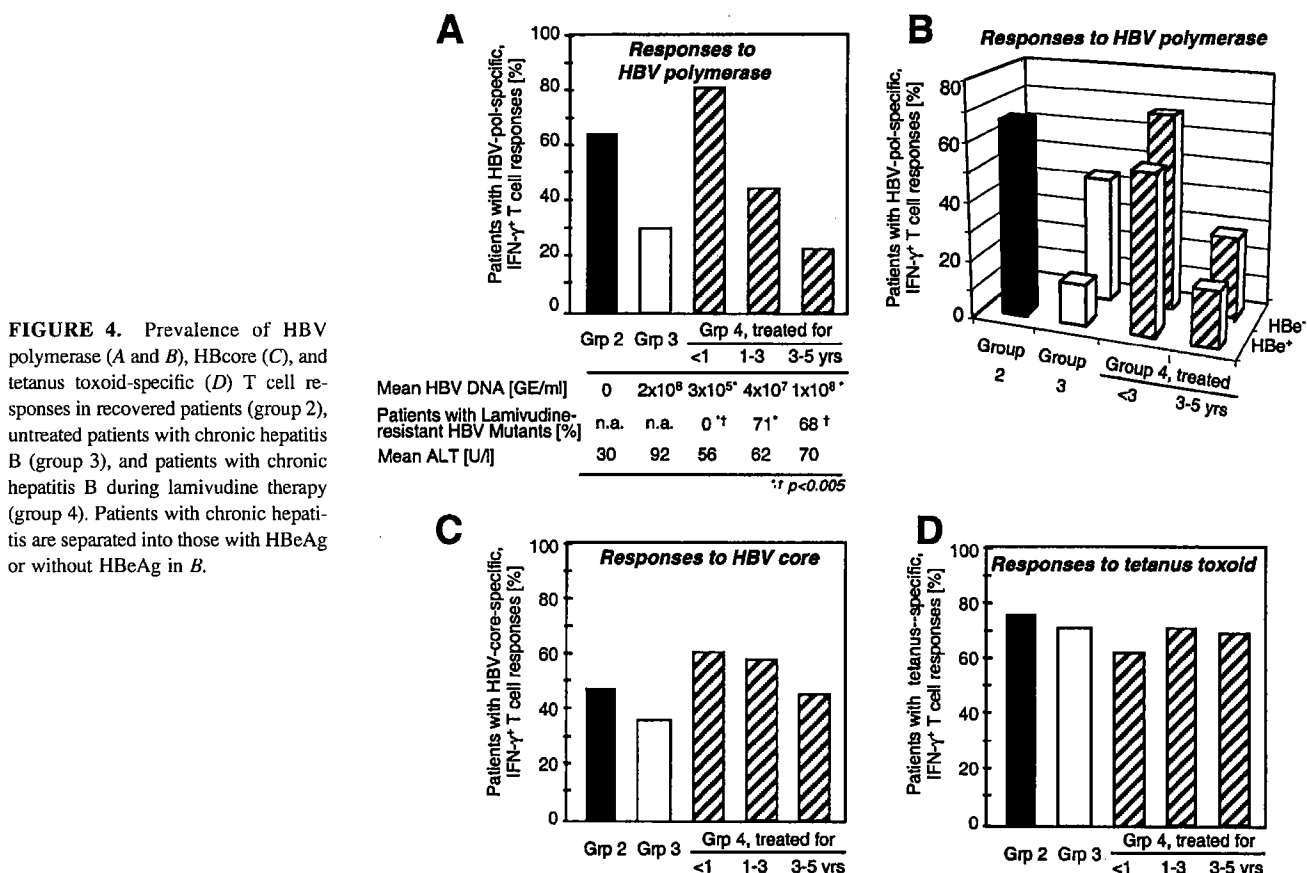 FIGURE 4. Prevalence of HBV
polymerase (A and B), HBcore (C), and
tetanus toxoid-specific (D) T cell re-
sponses in recovered patients (group 2),
untreated patients with chronic hepatitis
B (group 3), and patients with chronic
hepatitis B during lamivudine therapy
(group 4). Patients with chronic hepati-
tis are separated into those with HBeAg
or without HBeAg in B.
A
Responses to
HBV polymerase
Patients with HBV-pol-specific,
IFN-γ⁺ T cell responses [%]
100
80
60
40
20
0
Grp 2 Grp 3 Grp 4, treated for
<1 1-3 3-5 yrs
Mean HBV DNA [GE/ml] 0 2x10⁸ 3x10⁵* 4x10⁷ 1x10⁸ *
Patients with Lamivudine-
resistant HBV Mutants [%] n.a. n.a. 0 *† 71* 68 †
Mean ALT [U/l] 30 92 56 62 70
*,† p<0.005
B
Responses to HBV polymerase
Patients with HBV-pol-specific,
IFN-γ⁺ T cell responses [%]
80
60
40
20
0
HBe⁻
HBe⁺
Group
2
Group
3
Group 4, treated
<3 3-5 yrs
C
Responses to HBV core
Patients with HBV-core-specific,
IFN-γ⁺ T cell responses [%]
100
80
60
40
20
0
Grp 2 Grp 3 Grp 4, treated for
<1 1-3 3-5 yrs
D
Responses to tetanus toxoid
Patients with tetanus--specific,
IFN-γ⁺ T cell responses [%]
100
80
60
40
20
0
Grp 2 Grp 3 Grp 4, treated for
<1 1-3 3-5 yrs